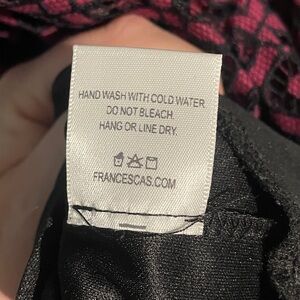 HAND WASH WITH COLD WATER
DO NOT BLEACH.
HANG OR LINE DRY.
FRANCESCAS.COM